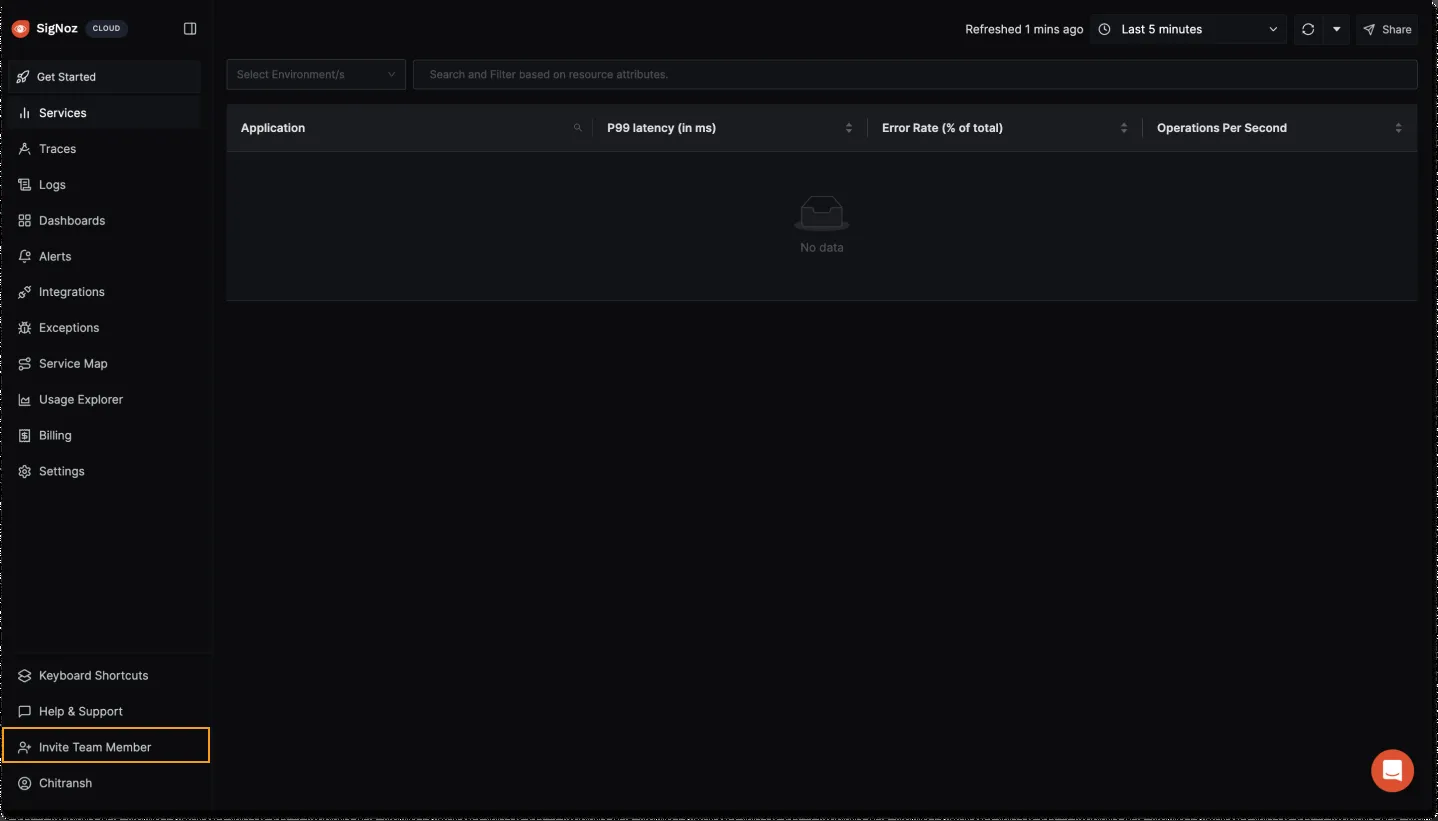 SigNoz CLOUD
Refreshed 1 mins ago Last 5 minutes Share
Get Started
Services
Traces
Logs
Dashboards
Alerts
Integrations
Exceptions
Service Map
Usage Explorer
Billing
Settings
Keyboard Shortcuts
Help & Support
Invite Team Member
Chitransh
Select Environment/s Search and Filter based on resource attributes.
Application P99 latency (in ms) Error Rate (% of total) Operations Per Second
No data